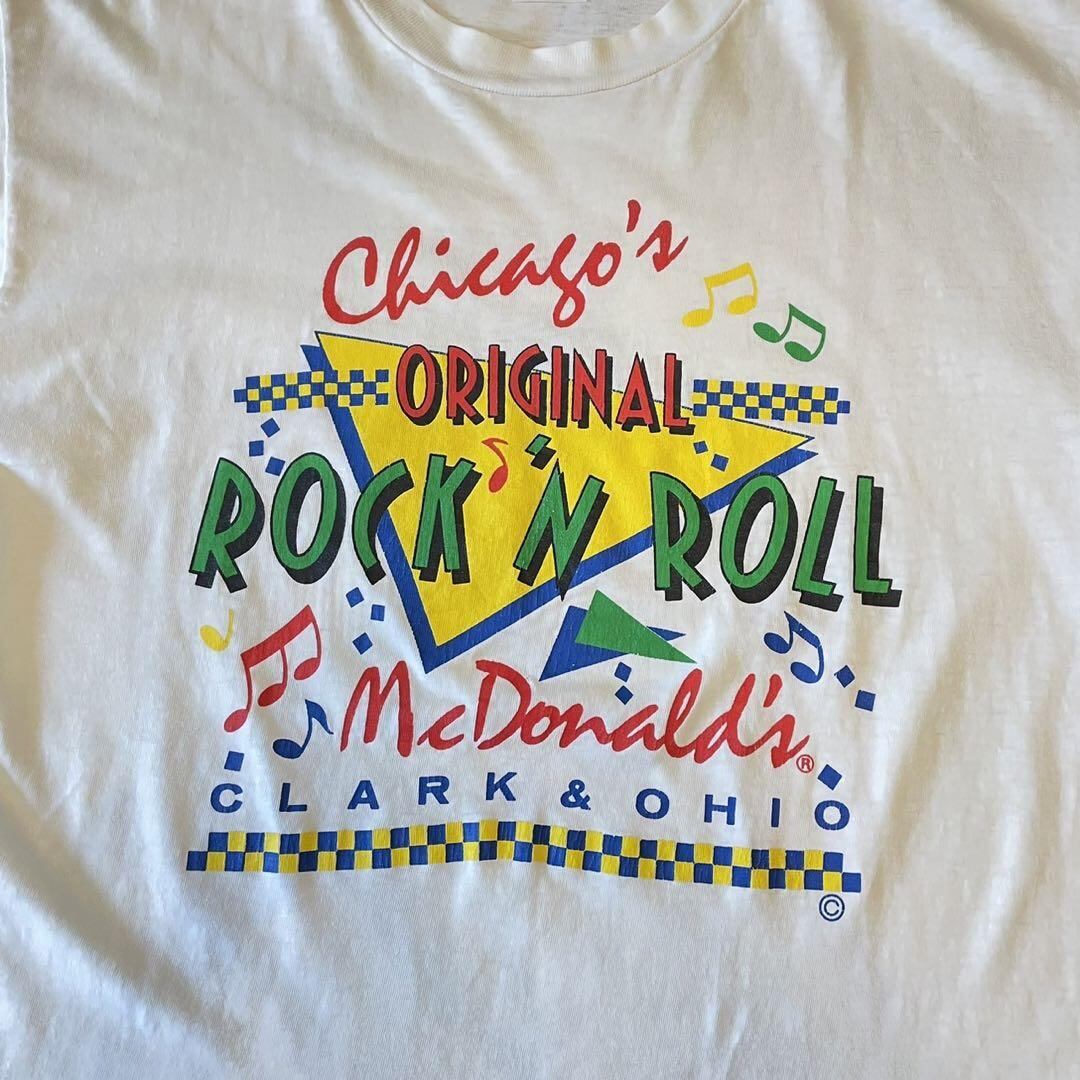 Chicago's
ORIGINAL
ROCK 'N ROLL
McDonald's®
CLARK & OHIO
©